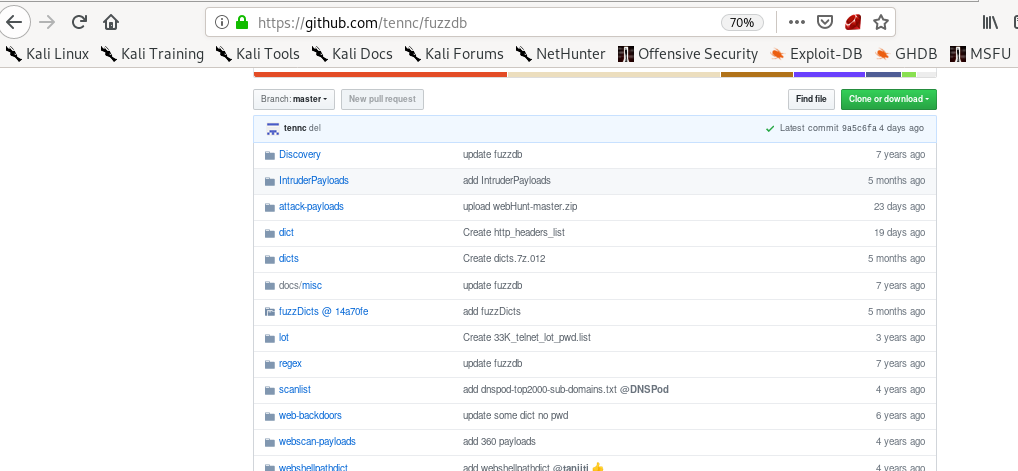 https://github.com/tennc/fuzzdb 70%
Kali Linux Kali Training Kali Tools Kali Docs Kali Forums NetHunter Offensive Security Exploit-DB GHDB MSFU
Branch: master New pull request Find file Clone or download
tennc del Latest commit 9a5c6fa 4 days ago
Discovery update fuzzdb 7 years ago
IntruderPayloads add IntruderPayloads 5 months ago
attack-payloads upload webHunt-master.zip 23 days ago
dict Create http_headers_list 19 days ago
dicts Create dicts.7z.012 5 months ago
docs/misc update fuzzdb 7 years ago
fuzzDicts @ 14a70fe add fuzzDicts 5 months ago
lot Create 33K_telnet_lot_pwd.list 3 years ago
regex update fuzzdb 7 years ago
scanlist add dnspod-top2000-sub-domains.txt @DNSPod 4 years ago
web-backdoors update some dict no pwd 6 years ago
webscan-payloads add 360 payloads 4 years ago
webshellpathdict add webshellpathdict @tanjiti 👍 4 years ago